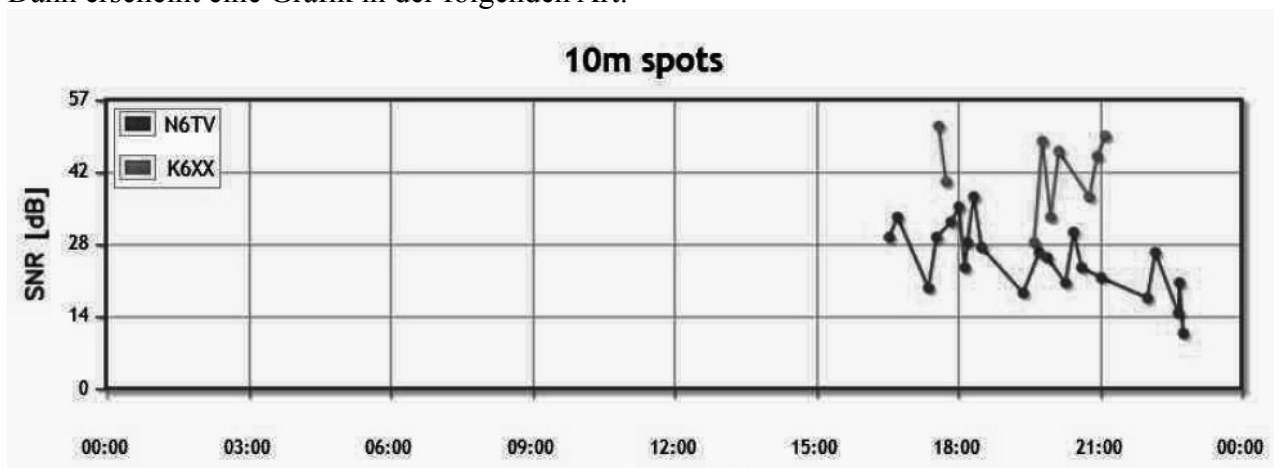 Dann erscheint eine Grafik in der folgenden Art:
10m spots
57
N6TV
K6XX
42
28
14
0
SNR [dB]
00:00 03:00 06:00 09:00 12:00 15:00 18:00 21:00 00:00